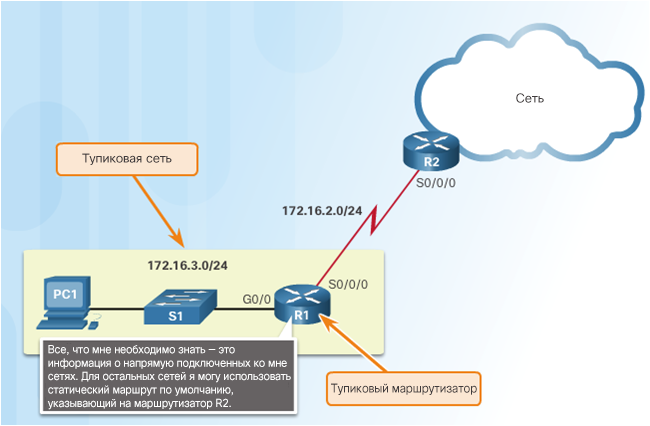 Сеть
Тупиковая сеть
R2
S0/0/0
172.16.2.0/24
172.16.3.0/24
S0/0/0
PC1
G0/0
S1
R1
Все, что мне необходимо знать — это
информация о напрямую подключенных ко мне
сетях. Для остальных сетей я могу использовать
статический маршрут по умолчанию,
указывающий на маршрутизатор R2.
Тупиковый маршрутизатор